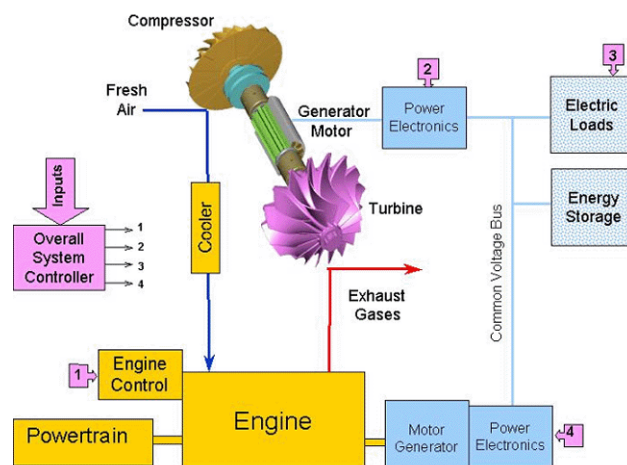 Compressor
Fresh
Air
Generator
Motor
2
Power
Electronics
3
Electric
Loads
Inputs
Overall
System
Controller
1
2
3
4
Cooler
Turbine
Energy
Storage
Common Voltage Bus
Exhaust
Gases
1
Engine
Control
Engine
Powertrain
Motor
Generator
Power
Electronics
4